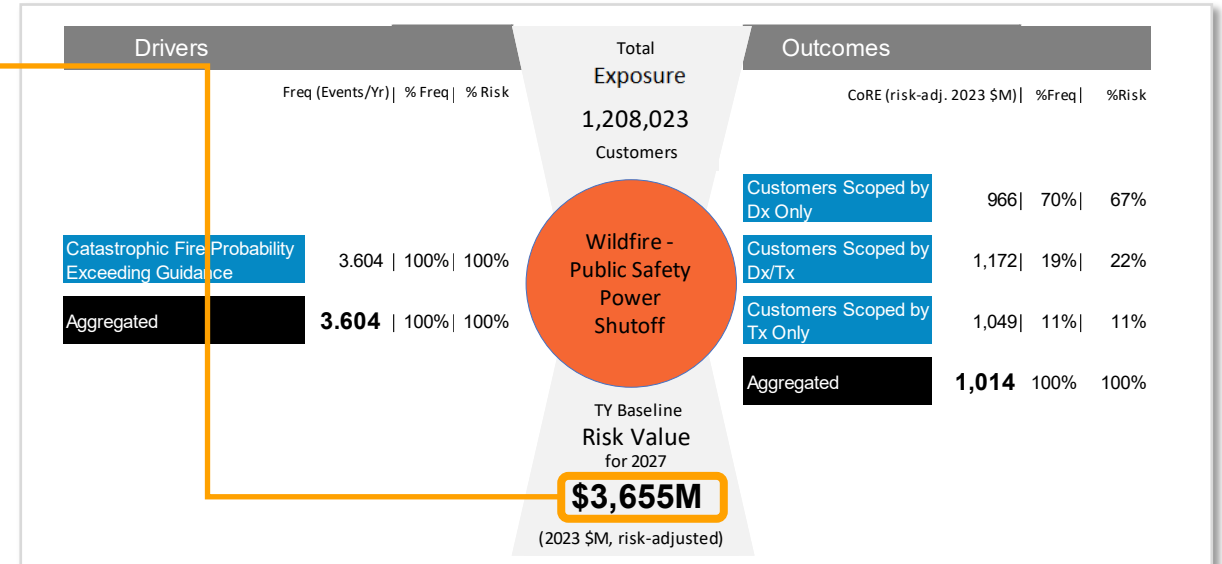 Drivers
Freq (Events/Yr)| % Freq| % Risk
Catastrophic Fire Probability
Exceeding Guidance
3.604 | 100%| 100%
Aggregated
3.604 | 100%| 100%
Total
Exposure
1,208,023
Customers
Wildfire -
Public Safety
Power
Shutoff
TY Baseline
Risk Value
for 2027
$3,655M
(2023 $M, risk-adjusted)
Outcomes
CoRE (risk-adj. 2023 $M)| %Freq| %Risk
Customers Scoped by
Dx Only
966| 70%| 67%
Customers Scoped by
Dx/Tx
1,172| 19%| 22%
Customers Scoped by
Tx Only
1,049| 11%| 11%
Aggregated
1,014 100% 100%